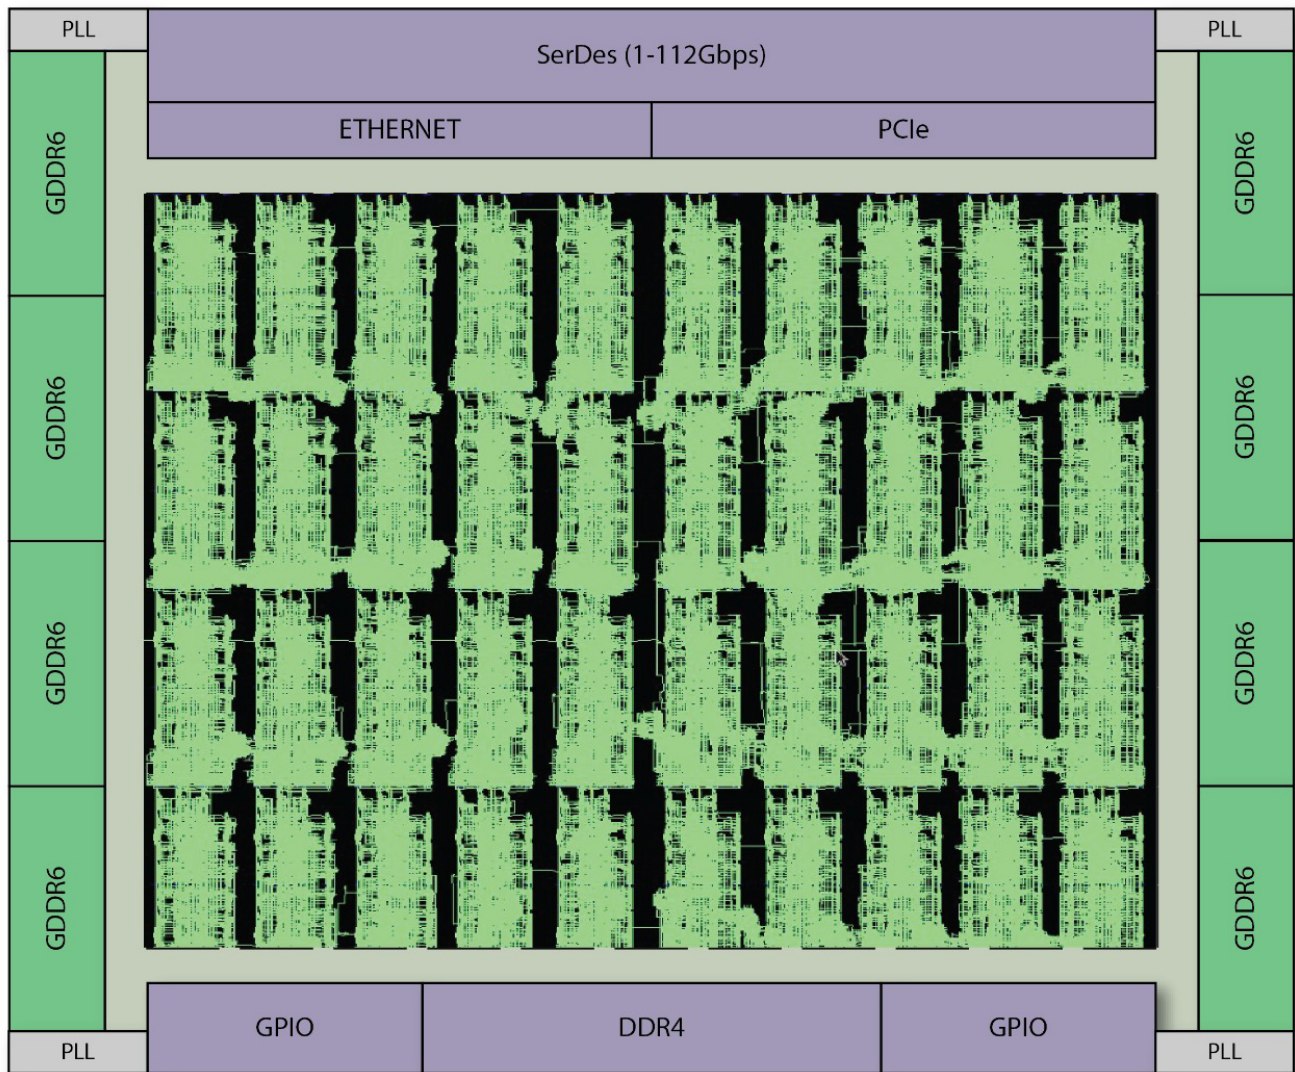 PLL
SerDes (1-112Gbps)
PLL
ETHERNET
PCIe
GDDR6
GDDR6
GDDR6
GDDR6
GDDR6
GDDR6
GDDR6
GDDR6
GPIO
DDR4
GPIO
PLL
PLL